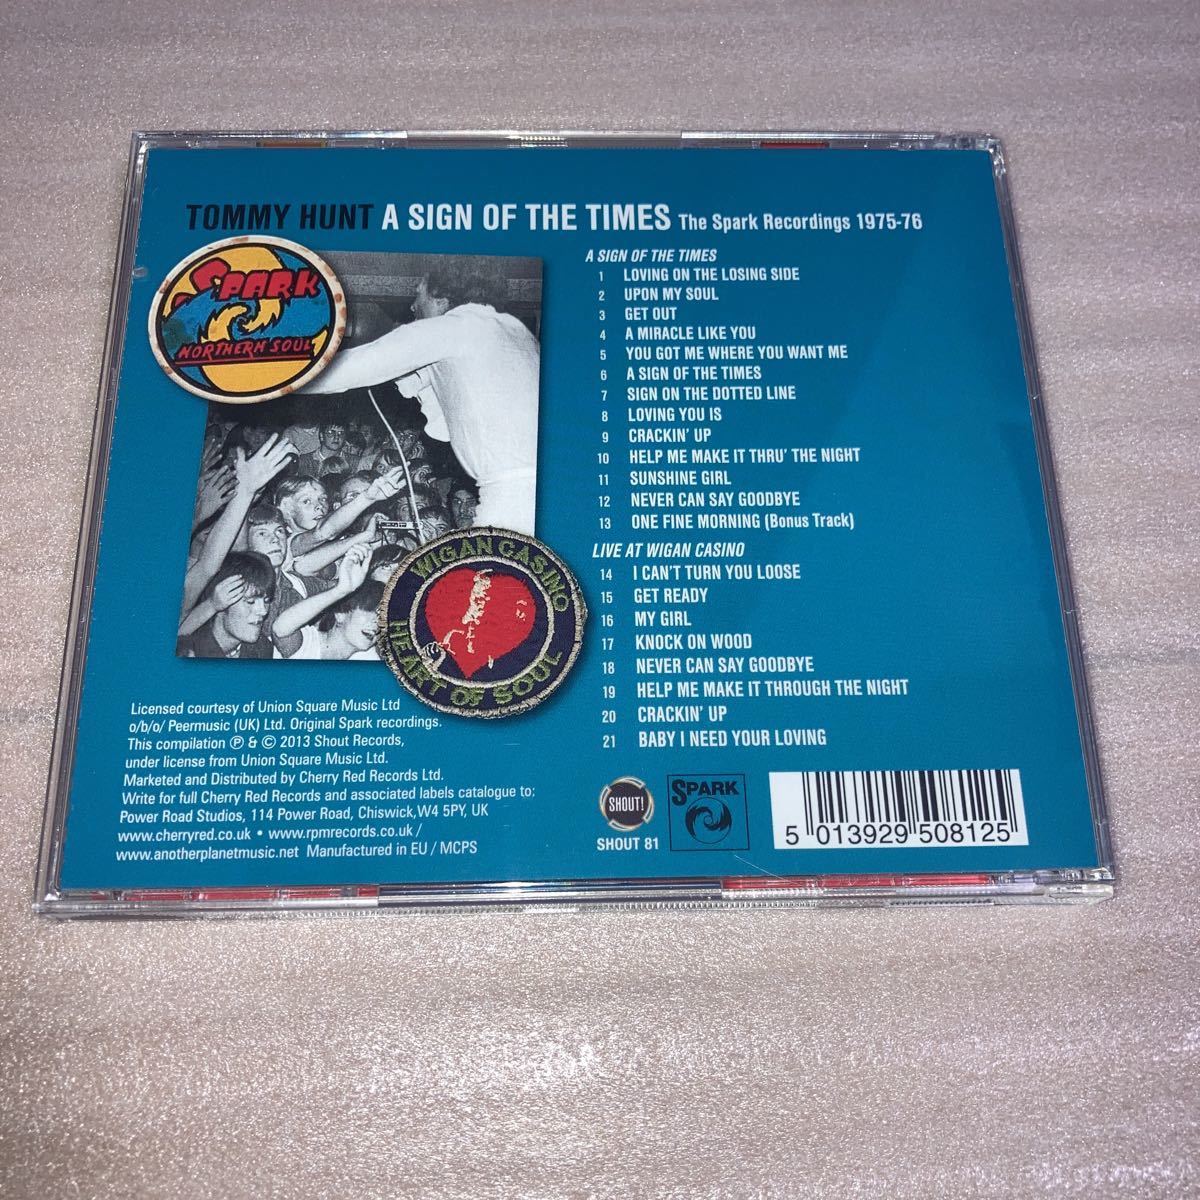 TOMMY HUNT A SIGN OF THE TIMES The Spark Recordings 1975-76
SPARK
NORTHERN SOUL
WIGAN CASINO
HEART OF SOUL
A SIGN OF THE TIMES
1 LOVING ON THE LOSING SIDE
2 UPON MY SOUL
3 GET OUT
4 A MIRACLE LIKE YOU
5 YOU GOT ME WHERE YOU WANT ME
6 A SIGN OF THE TIMES
7 SIGN ON THE DOTTED LINE
8 LOVING YOU IS
9 CRACKIN' UP
10 HELP ME MAKE IT THRU' THE NIGHT
11 SUNSHINE GIRL
12 NEVER CAN SAY GOODBYE
13 ONE FINE MORNING (Bonus Track)
LIVE AT WIGAN CASINO
14 I CAN'T TURN YOU LOOSE
15 GET READY
16 MY GIRL
17 KNOCK ON WOOD
18 NEVER CAN SAY GOODBYE
19 HELP ME MAKE IT THROUGH THE NIGHT
20 CRACKIN' UP
21 BABY I NEED YOUR LOVING
Licensed courtesy of Union Square Music Ltd
o/b/o/ Peermusic (UK) Ltd. Original Spark recordings.
This compilation ℗ & © 2013 Shout Records,
under license from Union Square Music Ltd.
Marketed and Distributed by Cherry Red Records Ltd.
Write for full Cherry Red Records and associated labels catalogue to:
Power Road Studios, 114 Power Road, Chiswick,W4 5PY, UK
www.cherryred.co.uk • www.rpmrecords.co.uk /
www.anotherplanetmusic.net Manufactured in EU / MCPS
SHOUT!
SHOUT 81
SPARK
5 013929 508125